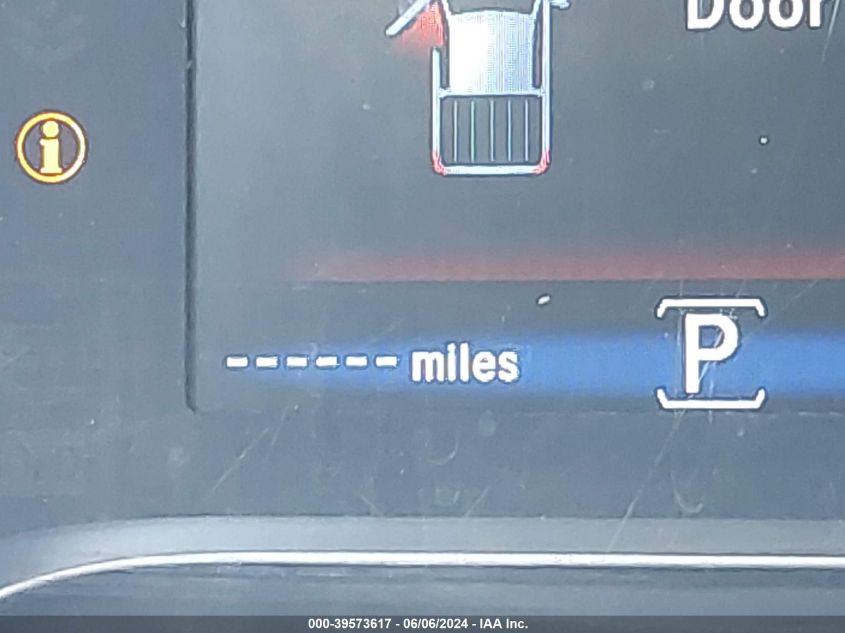 Door
i
------ miles
P
000-39573617 - 06/06/2024 - IAA Inc.